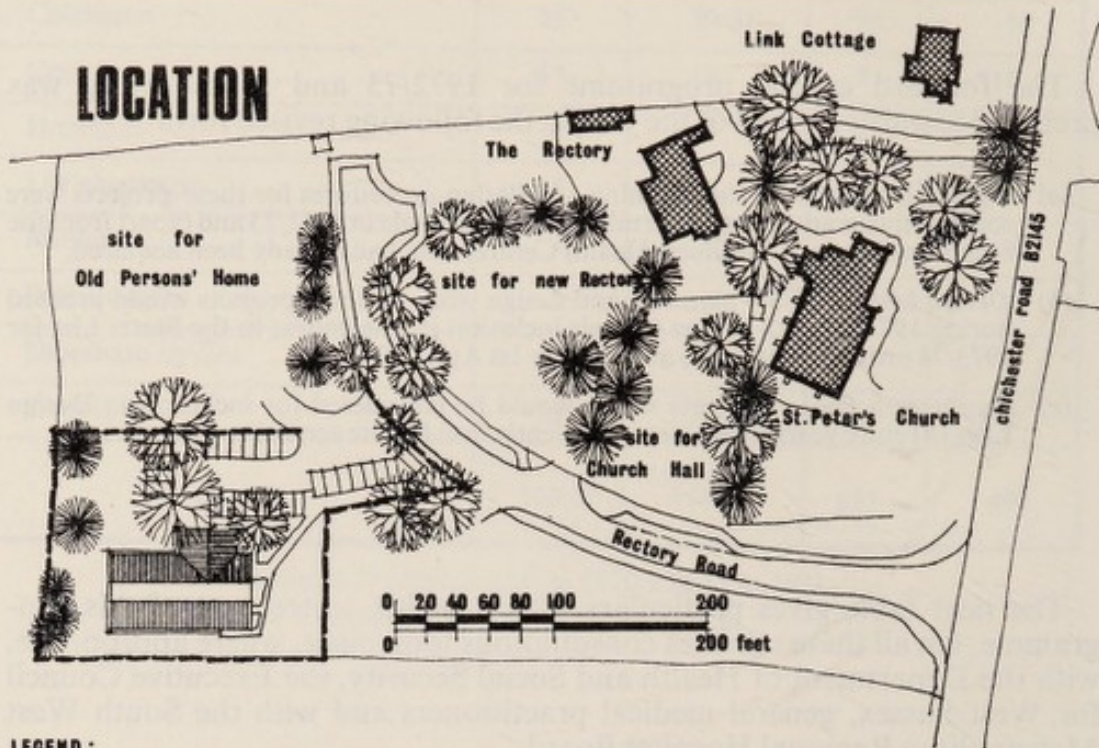 LOCATION
Link Cottage
The Rectory
site for
Old Persons' Home
site for new Rectory
chichester road B2145
St.Peter's Church
site for
Church Hall
Rectory Road
0 20 40 60 80 100 200
0 200 feet
LEGEND: